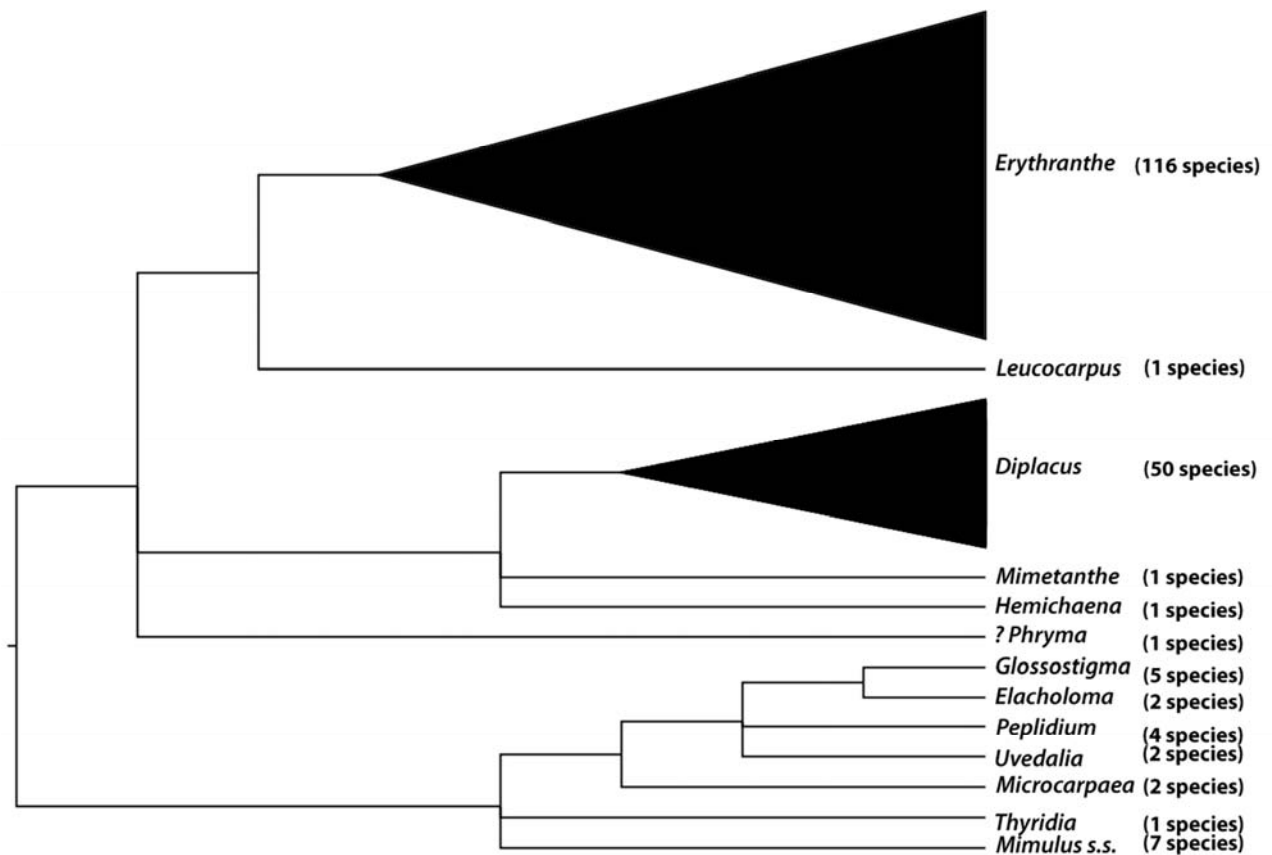 Erythranthe (116 species)
Leucocarpus (1 species)
Diplacus (50 species)
Mimetanthe (1 species)
Hemichaena (1 species)
? Phryma (1 species)
Glossostigma (5 species)
Elacholoma (2 species)
Peplidium (4 species)
Uvedalia (2 species)
Microcarpaea (2 species)
Thyridia (1 species)
Mimulus s.s. (7 species)